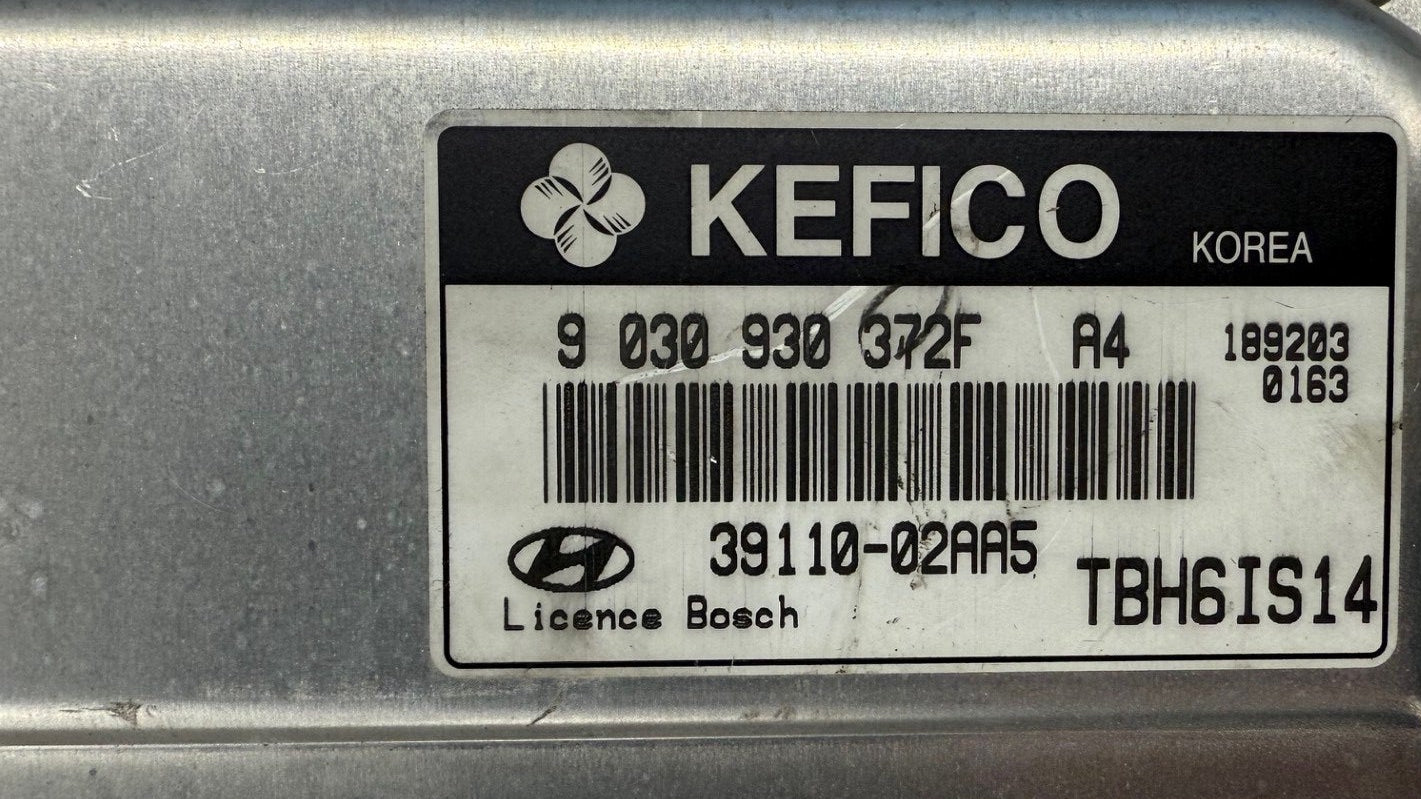 KEFICO KOREA
9 030 930 372F A4 189203
0163
39110-02AA5
TBH6IS14
Licence Bosch